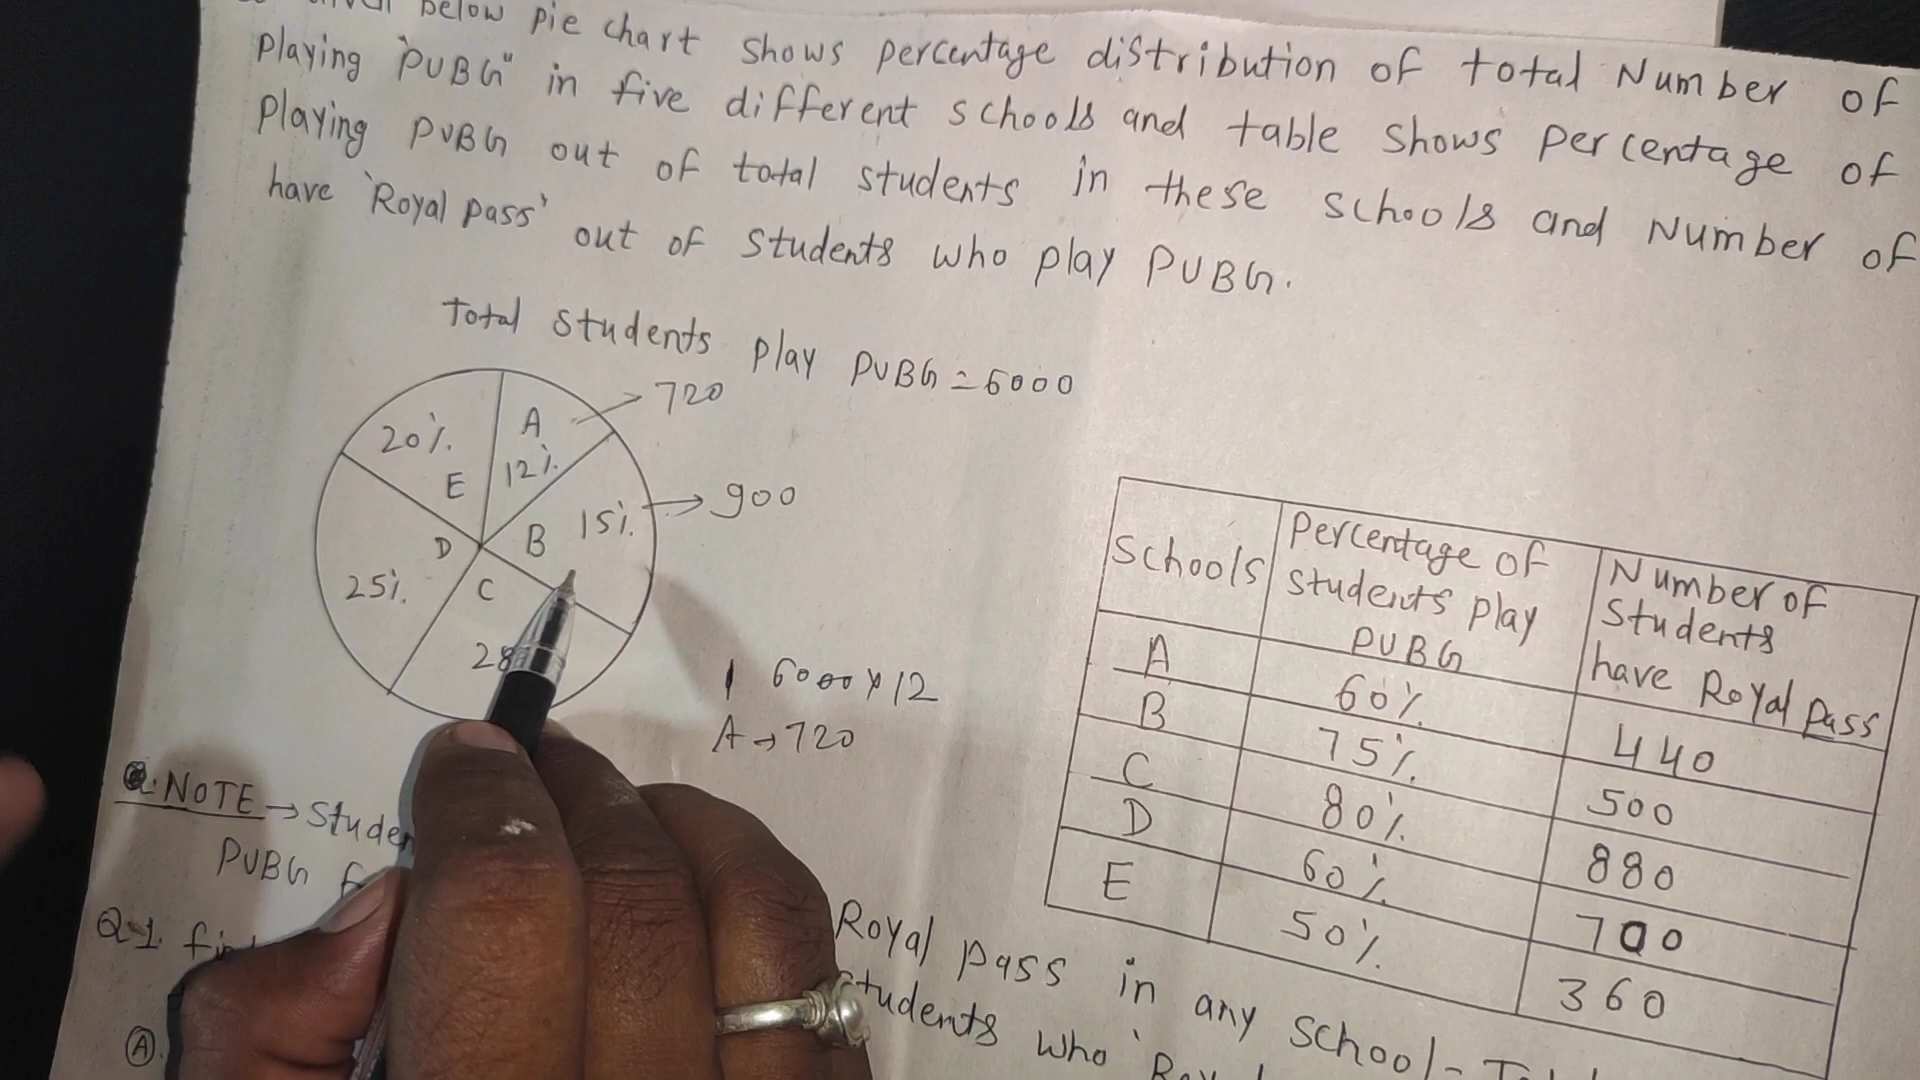 below pie chart shows percentage distribution of total Number of
playing "PUBG" in five different schools and table shows percentage of
playing PUBG out of total students in these schools and Number of
have 'Royal pass' out of students who play PUBG.
Total students play PUBG = 6000
A
12%
720
B 15%
900
C
D
25%
20%
E
6000 x 12
A → 720
Schools Percentage of students play PUBG Number of students have Royal pass
A 60% 440
B 75% 500
C 80% 880
D 60% 700
E 50% 360
Q. NOTE →
PUBG
Q-1.
Royal pass in any school -
students who
(A)